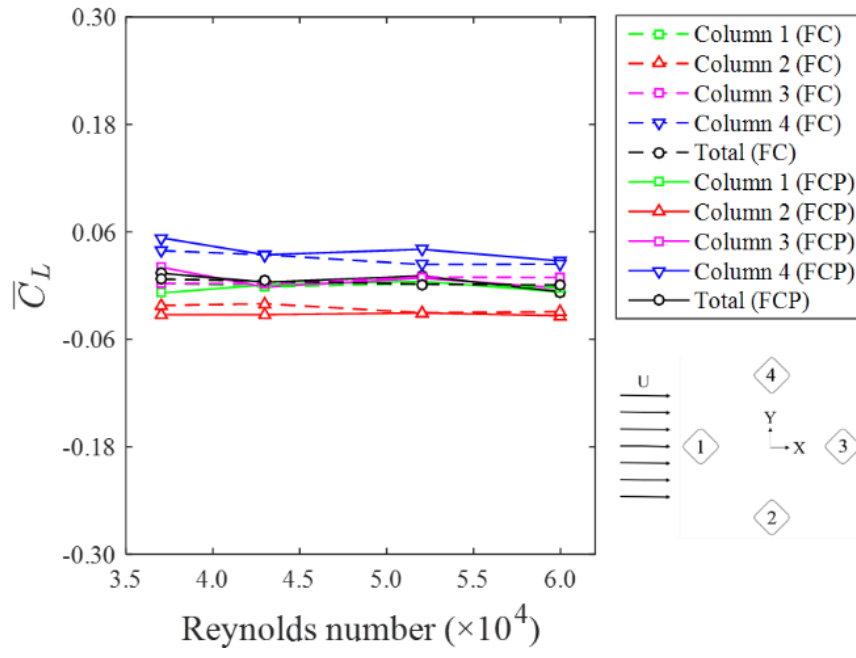 0.30
0.18
0.06
-0.06
-0.18
-0.30
C̅_L
3.5
4.0
4.5
5.0
5.5
6.0
Reynolds number (×10⁴)
Column 1 (FC)
Column 2 (FC)
Column 3 (FC)
Column 4 (FC)
Total (FC)
Column 1 (FCP)
Column 2 (FCP)
Column 3 (FCP)
Column 4 (FCP)
Total (FCP)
U
4
Y
1
X
3
2